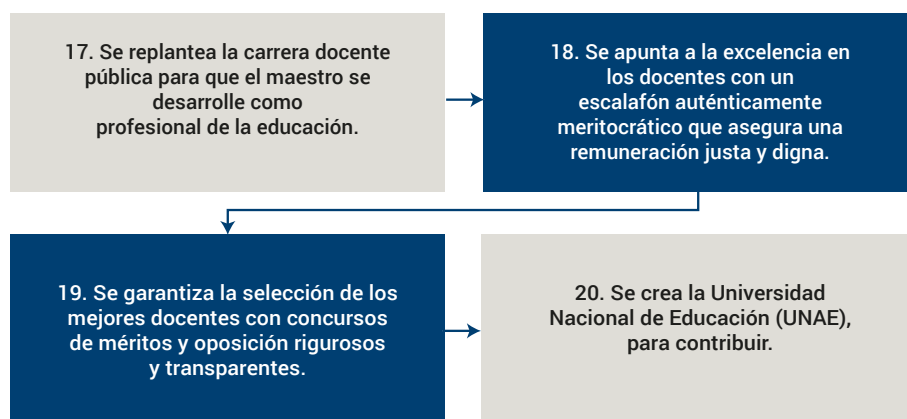 17. Se replantea la carrera docente
pública para que el maestro se
desarrolle como
profesional de la educación.
18. Se apunta a la excelencia en
los docentes con un
escalafón auténticamente
meritocrático que asegura una
remuneración justa y digna.
19. Se garantiza la selección de los
mejores docentes con concursos
de méritos y oposición rigurosos
y transparentes.
20. Se crea la Universidad
Nacional de Educación (UNAE),
para contribuir.